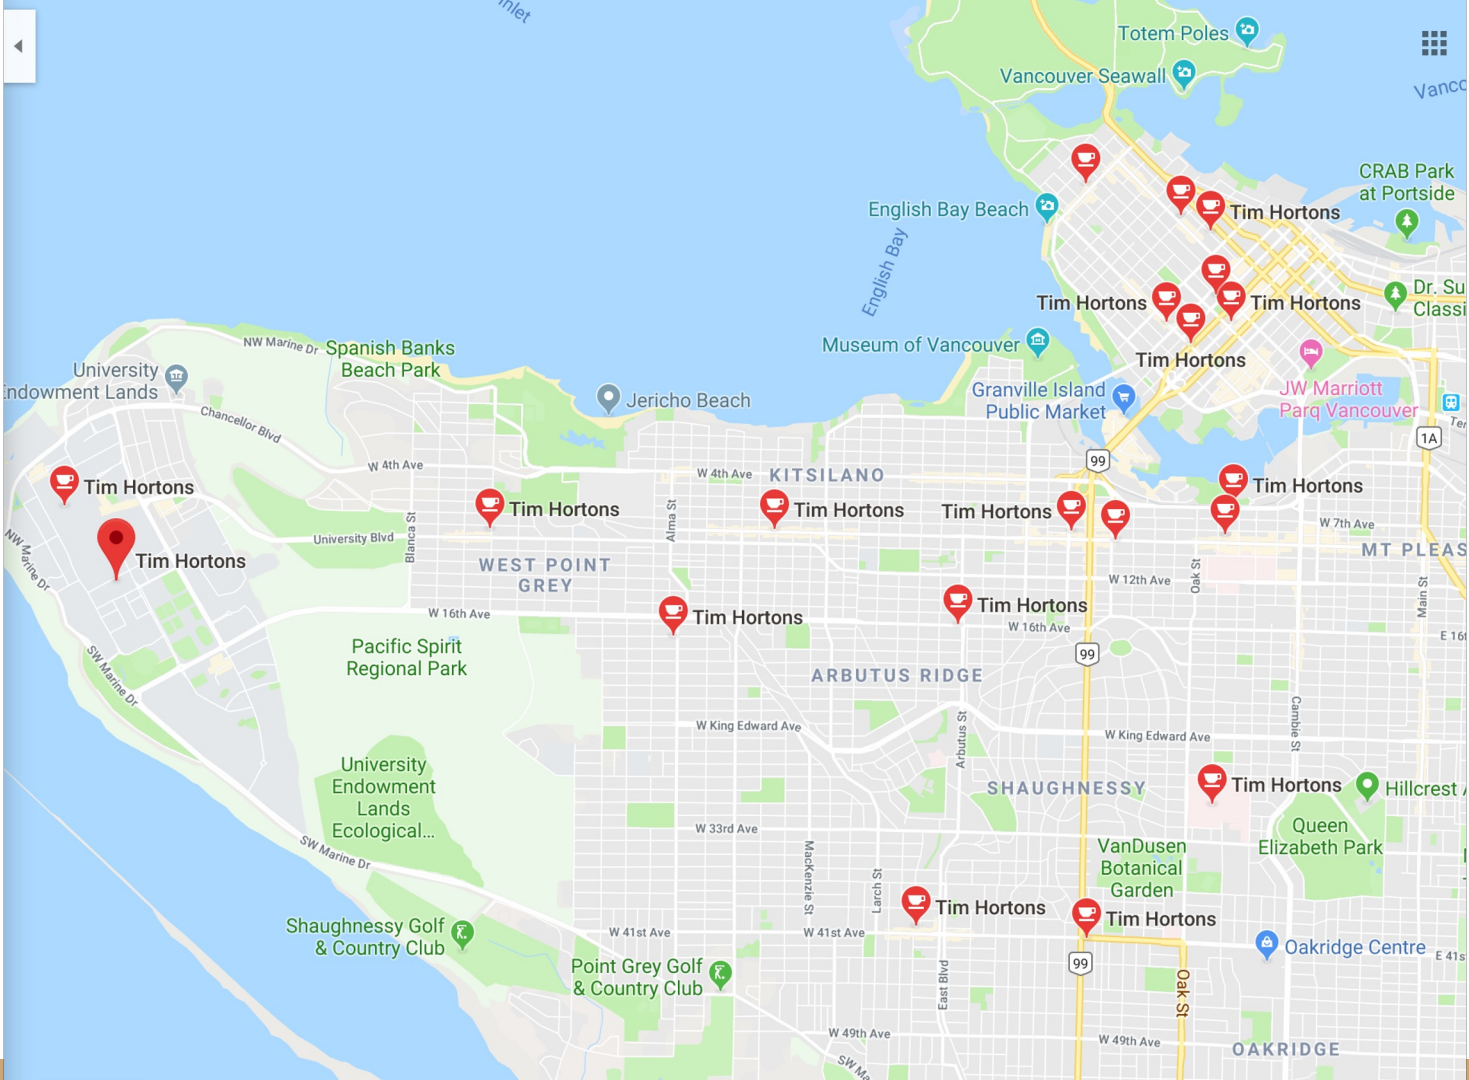 Inlet
Totem Poles
Vancouver Seawall
Vanco
CRAB Park
at Portside
English Bay Beach
Tim Hortons
English Bay
Dr. Su
Classi
Tim Hortons
Tim Hortons
Museum of Vancouver
Tim Hortons
NW Marine Dr
Spanish Banks
Beach Park
University
Endowment Lands
Jericho Beach
Granville Island
Public Market
JW Marriott
Parq Vancouver
Ter
1A
Chancellor Blvd
W 4th Ave
W 4th Ave
KITSILANO
99
Tim Hortons
Tim Hortons
Tim Hortons
Tim Hortons
Tim Hortons
Tim Hortons
Alma St
W 7th Ave
NW Marine Dr
University Blvd
Blanca St
MT PLEAS
Tim Hortons
WEST POINT
GREY
W 12th Ave
Oak St
Main St
W 16th Ave
Tim Hortons
Tim Hortons
W 16th Ave
E 16t
Pacific Spirit
Regional Park
99
SW Marine Dr
ARBUTUS RIDGE
W King Edward Ave
Arbutus St
W King Edward Ave
Cambie St
University
Endowment
Lands
Ecological...
SHAUGHNESSY
Tim Hortons
Hillcrest A
W 33rd Ave
Queen
Elizabeth Park
SW Marine Dr
VanDusen
Botanical
Garden
MacKenzie St
Larch St
Tim Hortons
Tim Hortons
Shaughnessy Golf
& Country Club
W 41st Ave
W 41st Ave
Oakridge Centre
E 41s
Point Grey Golf
& Country Club
99
East Blvd
Oak St
W 49th Ave
W 49th Ave
OAKRIDGE
SW Ma